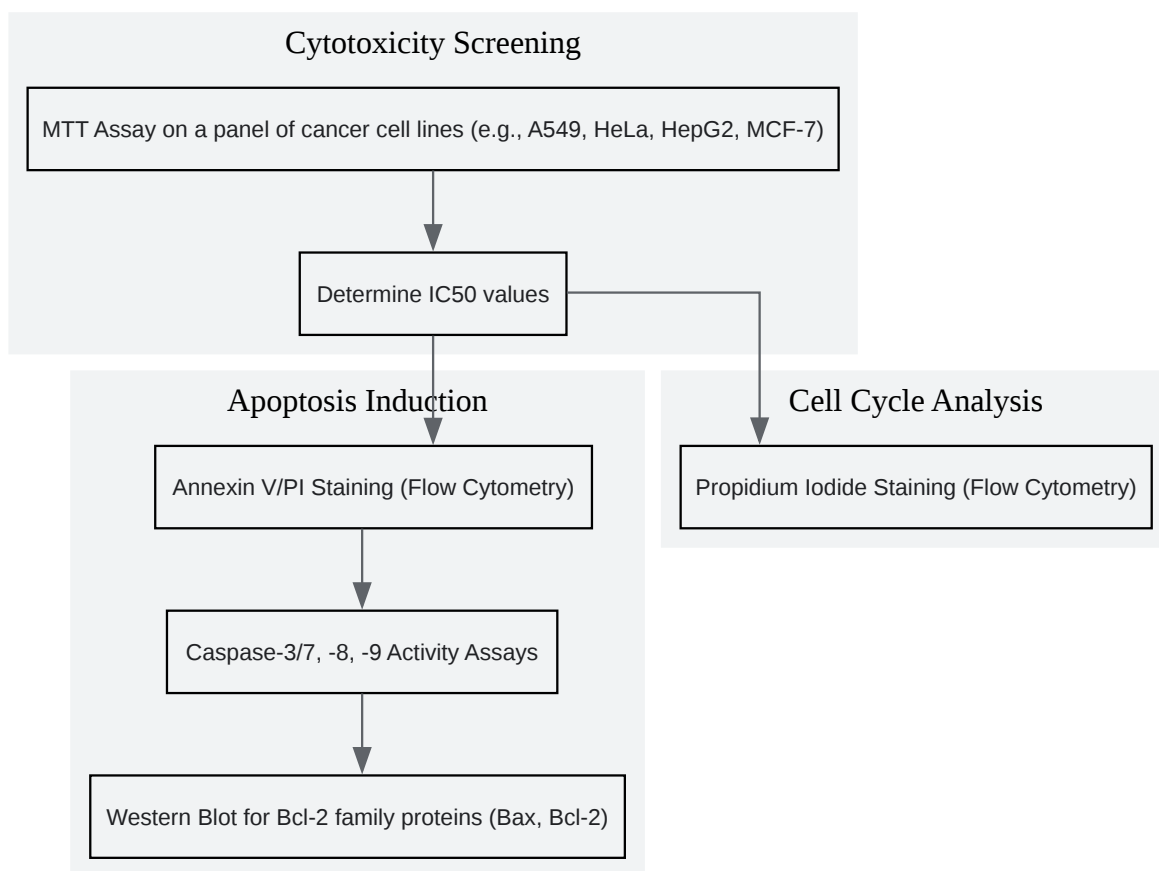 Cytotoxicity Screening
MTT Assay on a panel of cancer cell lines (e.g., A549, HeLa, HepG2, MCF-7)
Determine IC50 values
Apoptosis Induction
Annexin V/PI Staining (Flow Cytometry)
Caspase-3/7, -8, -9 Activity Assays
Western Blot for Bcl-2 family proteins (Bax, Bcl-2)
Cell Cycle Analysis
Propidium Iodide Staining (Flow Cytometry)